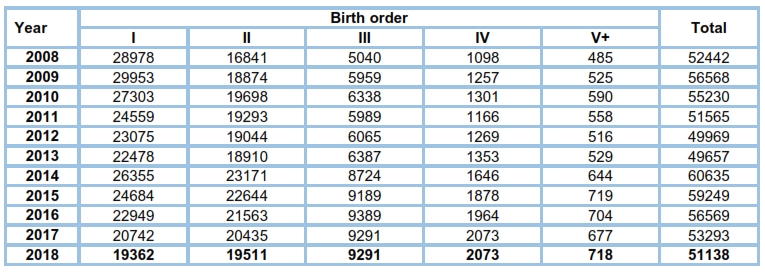 Year Birth order Total
I II III IV V+
2008 28978 16841 5040 1098 485 52442
2009 29953 18874 5959 1257 525 56568
2010 27303 19698 6338 1301 590 55230
2011 24559 19293 5989 1166 558 51565
2012 23075 19044 6065 1269 516 49969
2013 22478 18910 6387 1353 529 49657
2014 26355 23171 8724 1646 644 60635
2015 24684 22644 9189 1878 719 59249
2016 22949 21563 9389 1964 704 56569
2017 20742 20435 9291 2073 677 53293
2018 19362 19511 9291 2073 718 51138